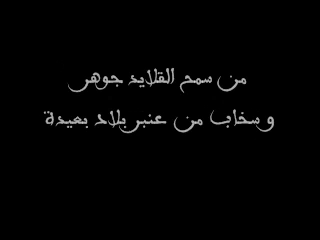 من سمح القلايد جوهر
وسخاب من عنبر بلاد بعيدة